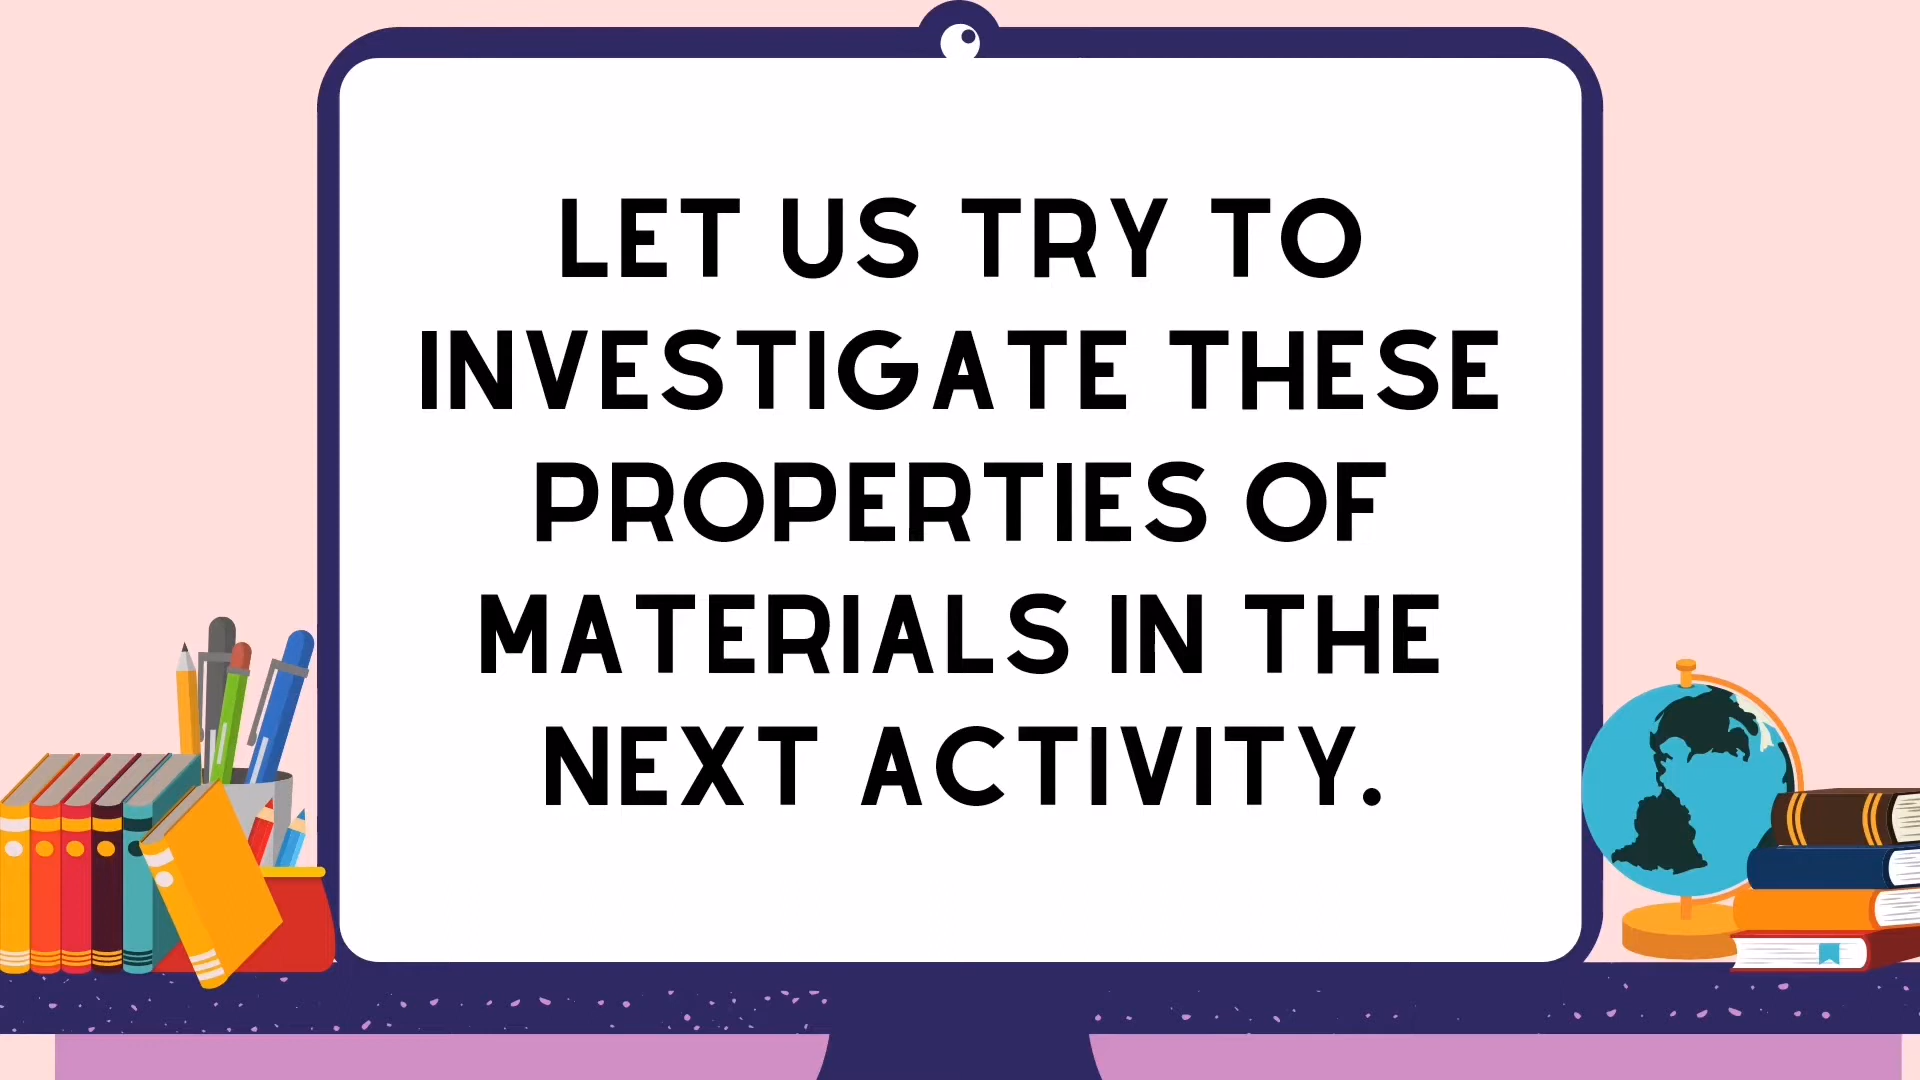 LET US TRY TO
INVESTIGATE THESE
PROPERTIES OF
MATERIALS IN THE
NEXT ACTIVITY.